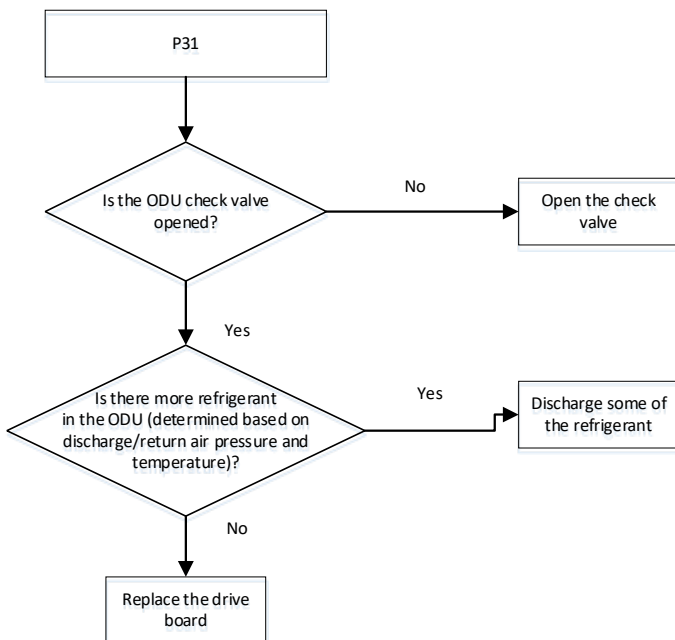 P31
Is the ODU check valve
opened?
No
Open the check
valve
Yes
Is there more refrigerant
in the ODU (determined based on
discharge/return air pressure and
temperature)?
Yes
Discharge some of
the refrigerant
No
Replace the drive
board